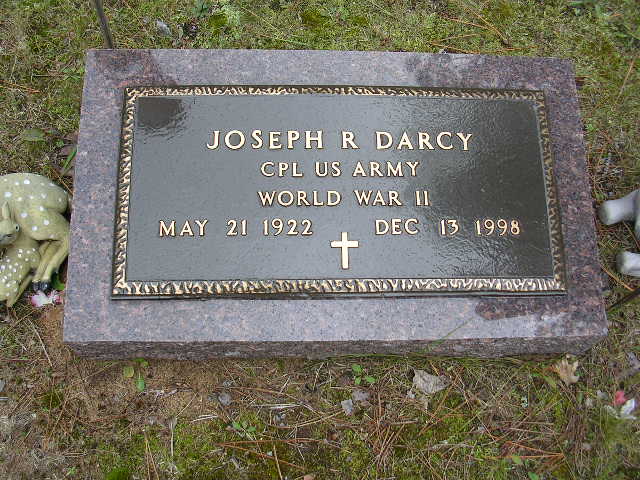 JOSEPH R DARCY
CPL US ARMY
WORLD WAR II
MAY 21 1922 DEC 13 1998